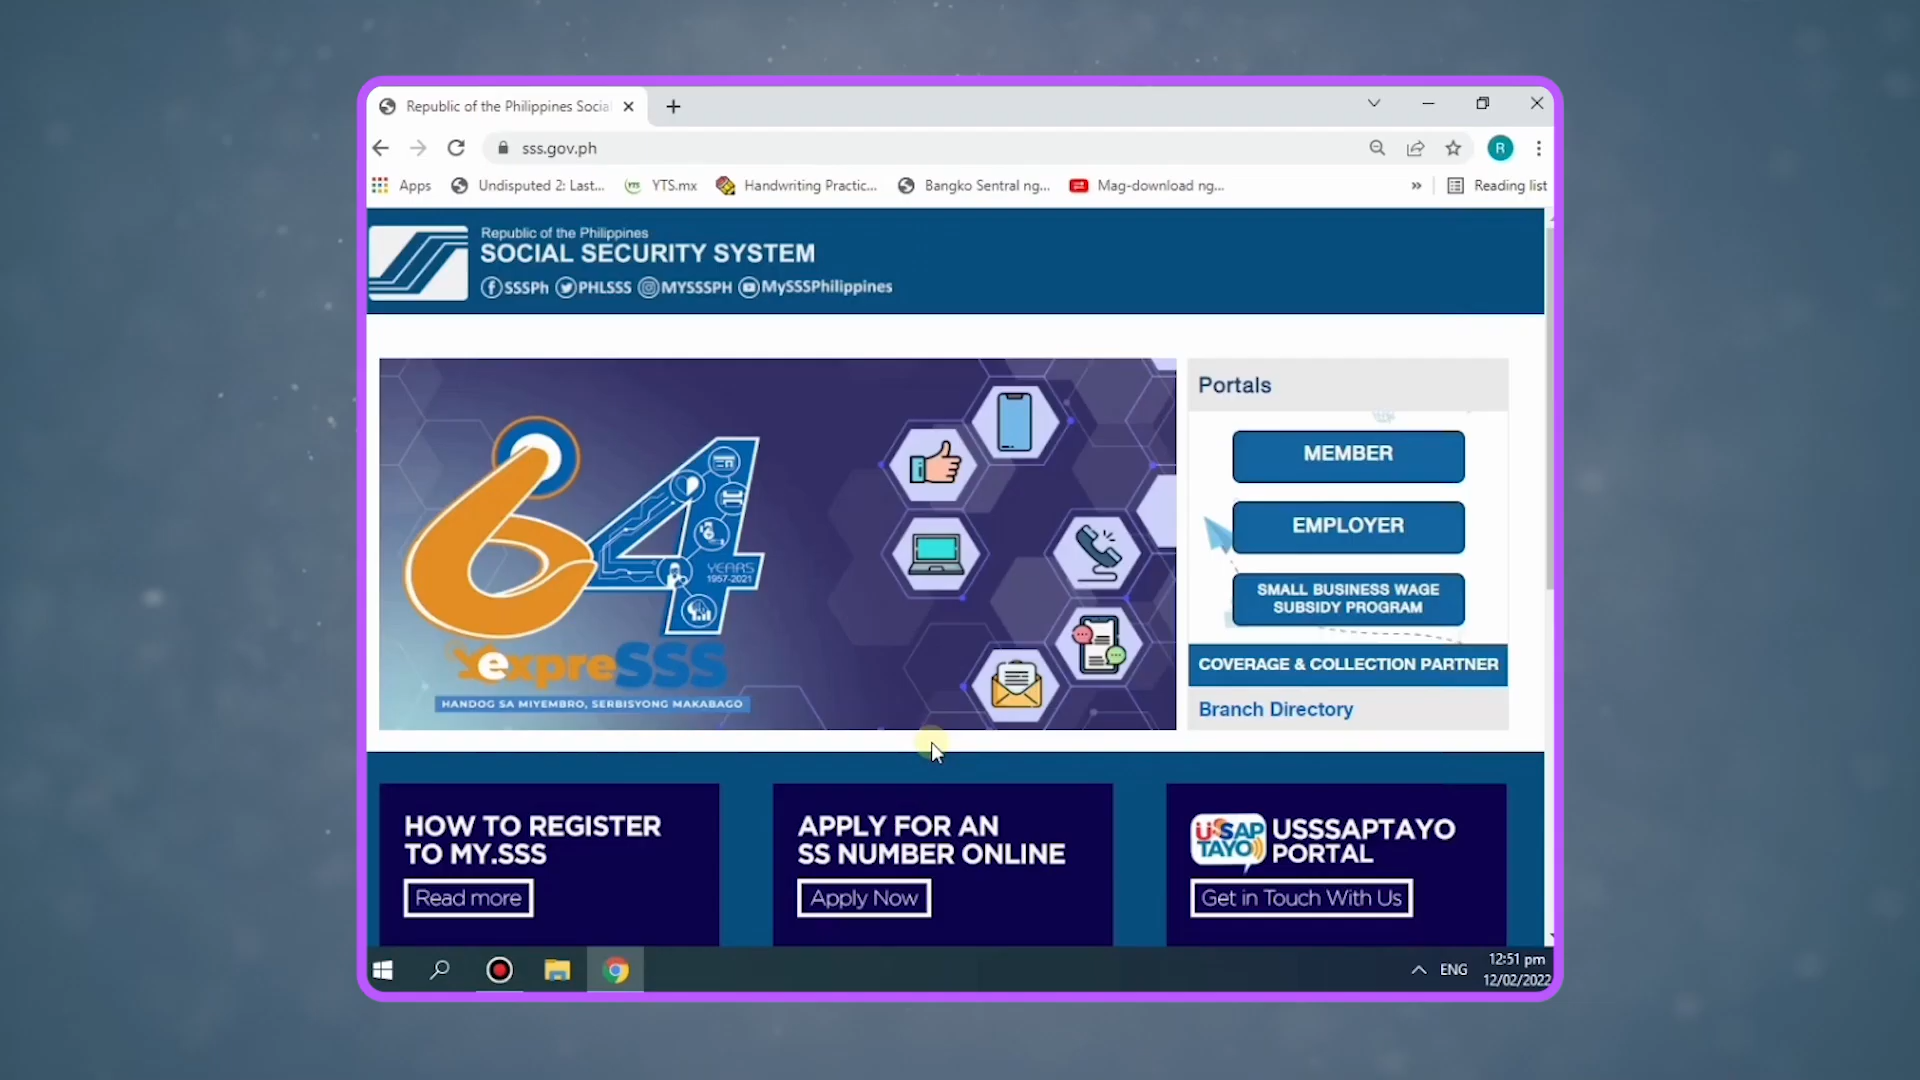 Republic of the Philippines Social
sss.gov.ph
R
Apps
Undisputed 2: Last...
YTS.mx
Handwriting Practic...
Bangko Sentral ng...
Mag-download ng...
»
Reading list
Republic of the Philippines
SOCIAL SECURITY SYSTEM
SSSPh PHLSSS MYSSSPH MySSSPhilippines
64
YEARS
1957-2021
expreSSS
HANDOG SA MIYEMBRO, SERBISYONG MAKABAGO
Portals
MEMBER
EMPLOYER
SMALL BUSINESS WAGE
SUBSIDY PROGRAM
COVERAGE & COLLECTION PARTNER
Branch Directory
HOW TO REGISTER
TO MY.SSS
Read more
APPLY FOR AN
SS NUMBER ONLINE
Apply Now
USSAP
TAYO
USSSAPTAYO
PORTAL
Get in Touch With Us
ENG
12:51 pm
12/02/2022